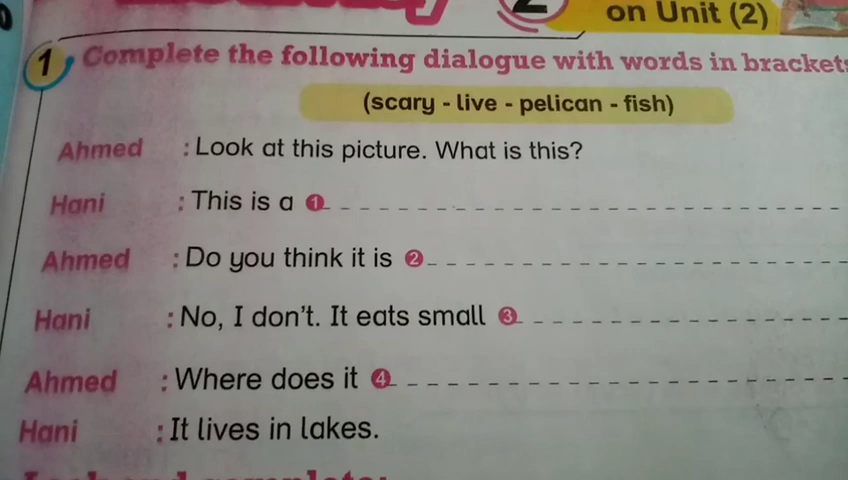 on Unit (2)
1 Complete the following dialogue with words in brackets
(scary - live - pelican - fish)
Ahmed : Look at this picture. What is this?
Hani : This is a 1
Ahmed : Do you think it is 2
Hani : No, I don't. It eats small 3
Ahmed : Where does it 4
Hani : It lives in lakes.